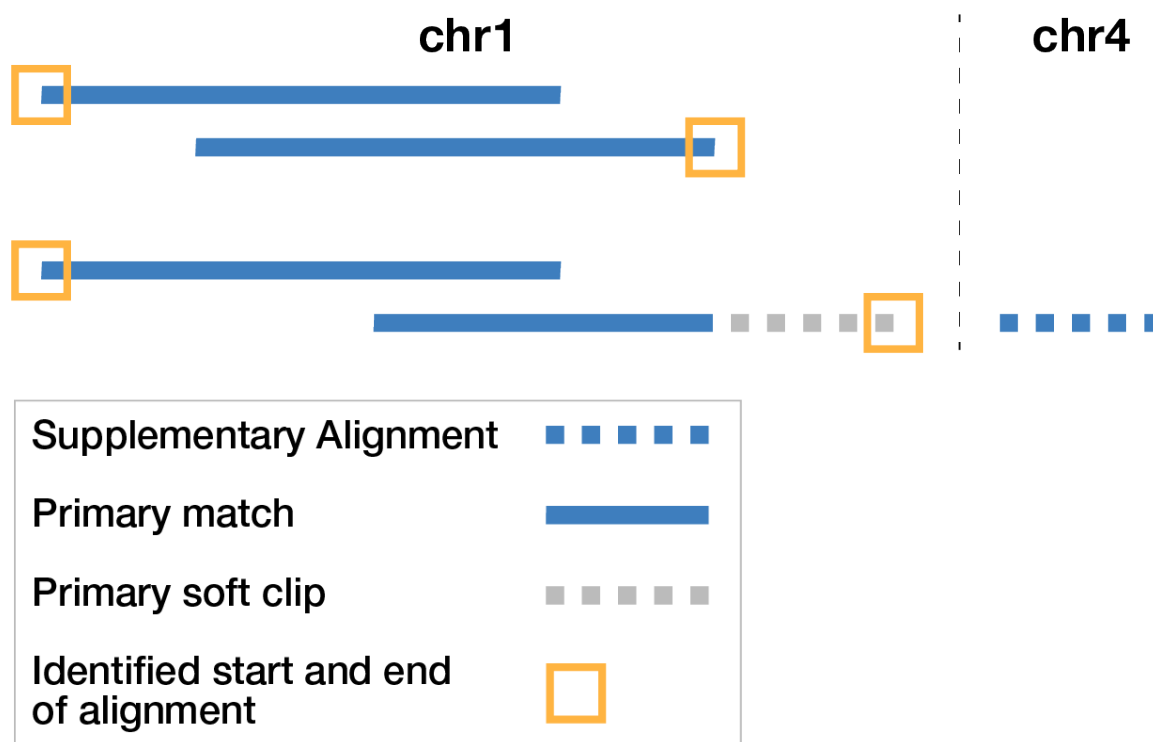 chr1
chr4
Supplementary Alignment
Primary match
Primary soft clip
Identified start and end
of alignment